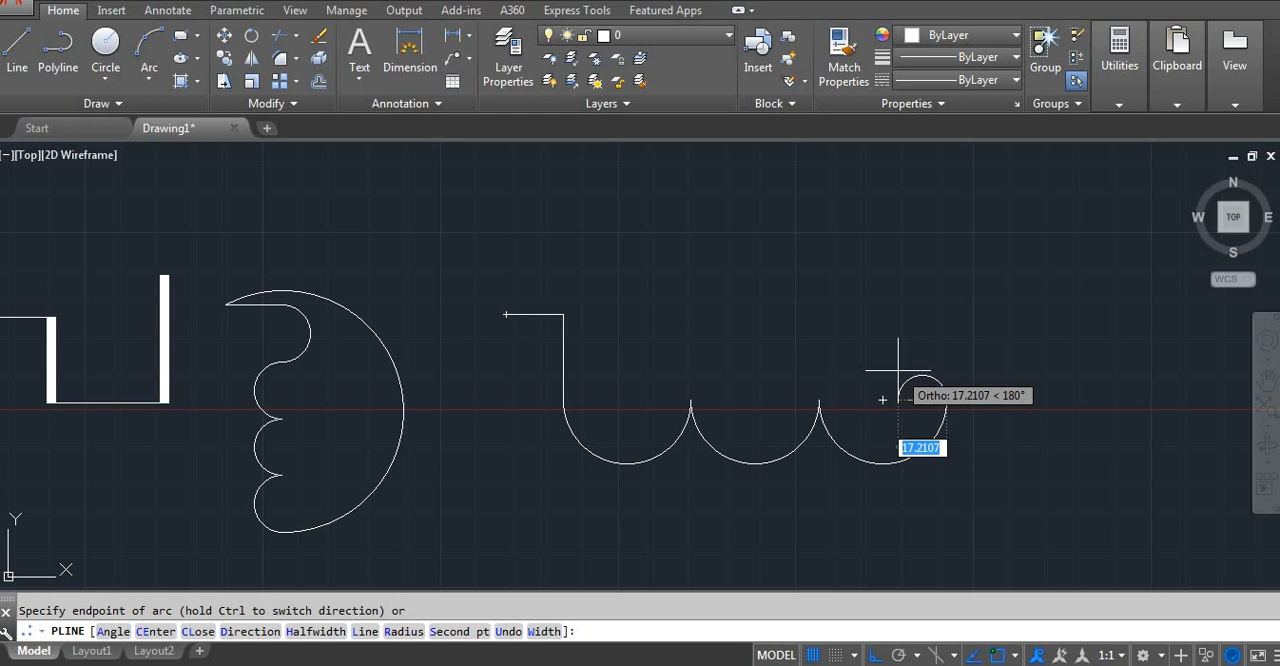 Home Insert Annotate Parametric View Manage Output Add-ins A360 Express Tools Featured Apps
Line Polyline Circle Arc Text Dimension Layer Properties 0 Insert Match Properties ByLayer Group Utilities Clipboard View
ByLayer
ByLayer
Draw Modify Annotation Layers Block Properties Groups
Start Drawing1* +
[−][Top][2D Wireframe]
N
W TOP E
S
WCS
Ortho: 17.2107 < 180°
17.2107
Y
X
Specify endpoint of arc (hold Ctrl to switch direction) or
PLINE [Angle CEnter CLose Direction Halfwidth Line Radius Second pt Undo Width]:
Model Layout1 Layout2 + MODEL 1:1